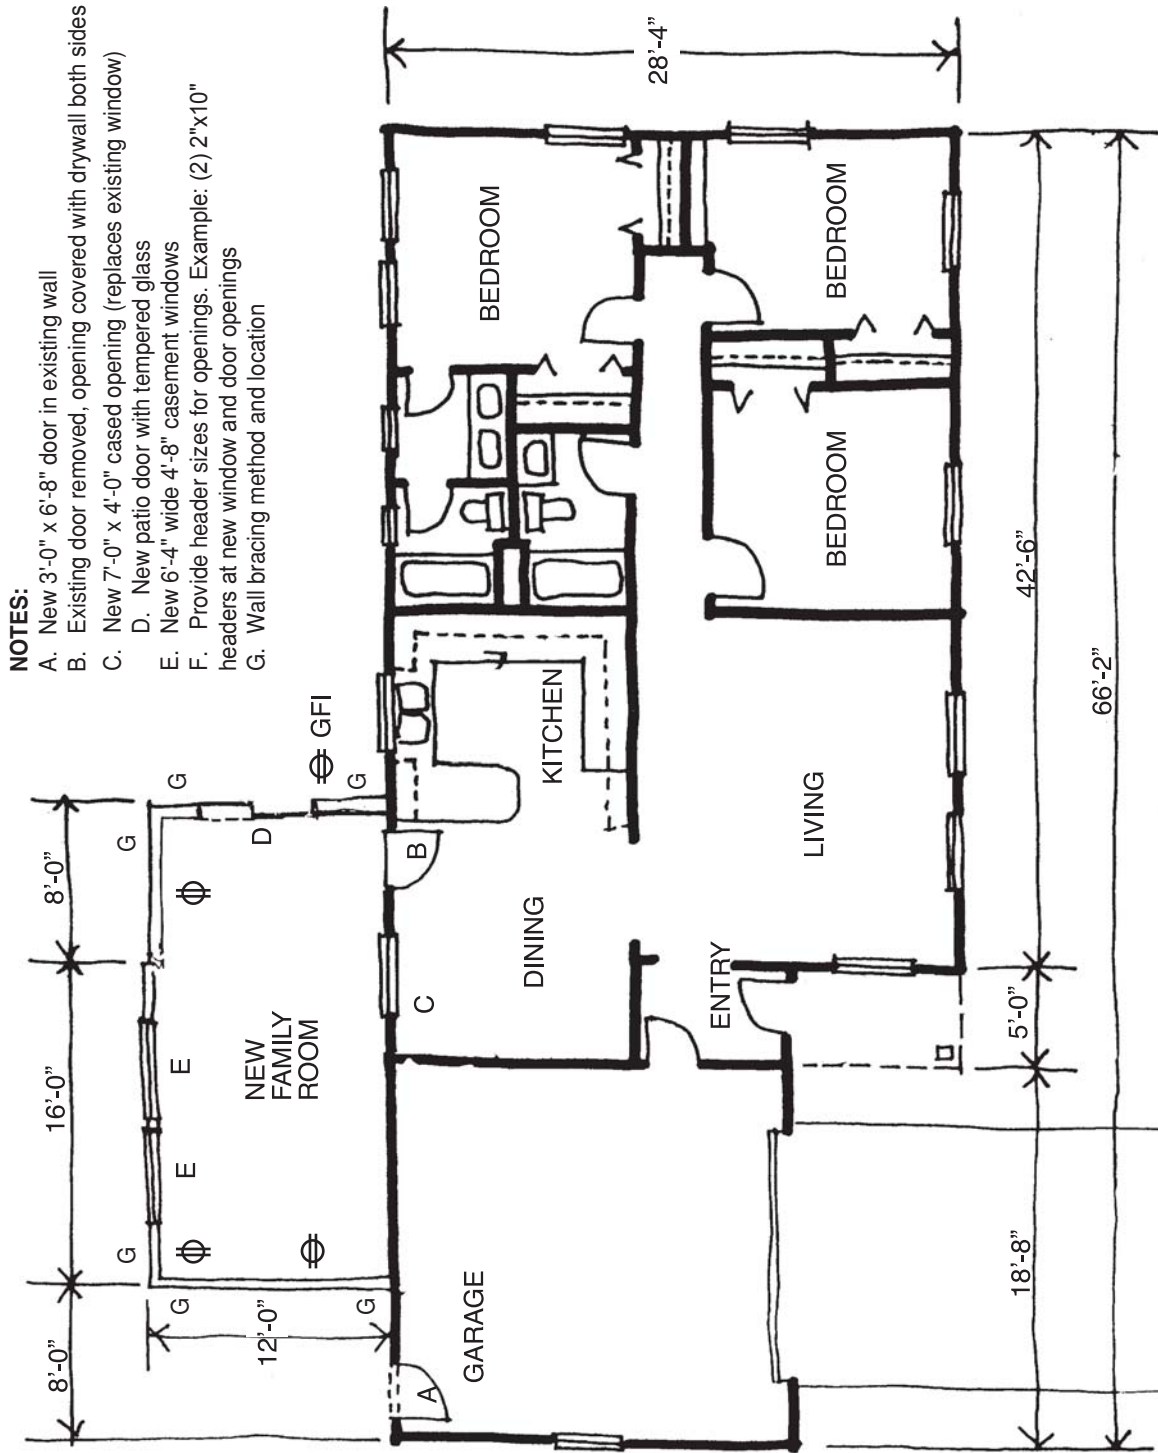 NOTES:
A. New 3'-0" x 6'-8" door in existing wall
B. Existing door removed, opening covered with drywall both sides
C. New 7'-0" x 4'-0" cased opening (replaces existing window)
D. New patio door with tempered glass
E. New 6'-4" wide 4'-8" casement windows
F. Provide header sizes for openings. Example: (2) 2"x10"
headers at new window and door openings
G. Wall bracing method and location
8'-0"
16'-0"
8'-0"
12'-0"
28'-4"
G
G
G
G
G
G
E
E
D
GFI
NEW
FAMILY
ROOM
A
C
B
GARAGE
DINING
KITCHEN
BEDROOM
ENTRY
LIVING
BEDROOM
BEDROOM
18'-8"
5'-0"
42'-6"
66'-2"